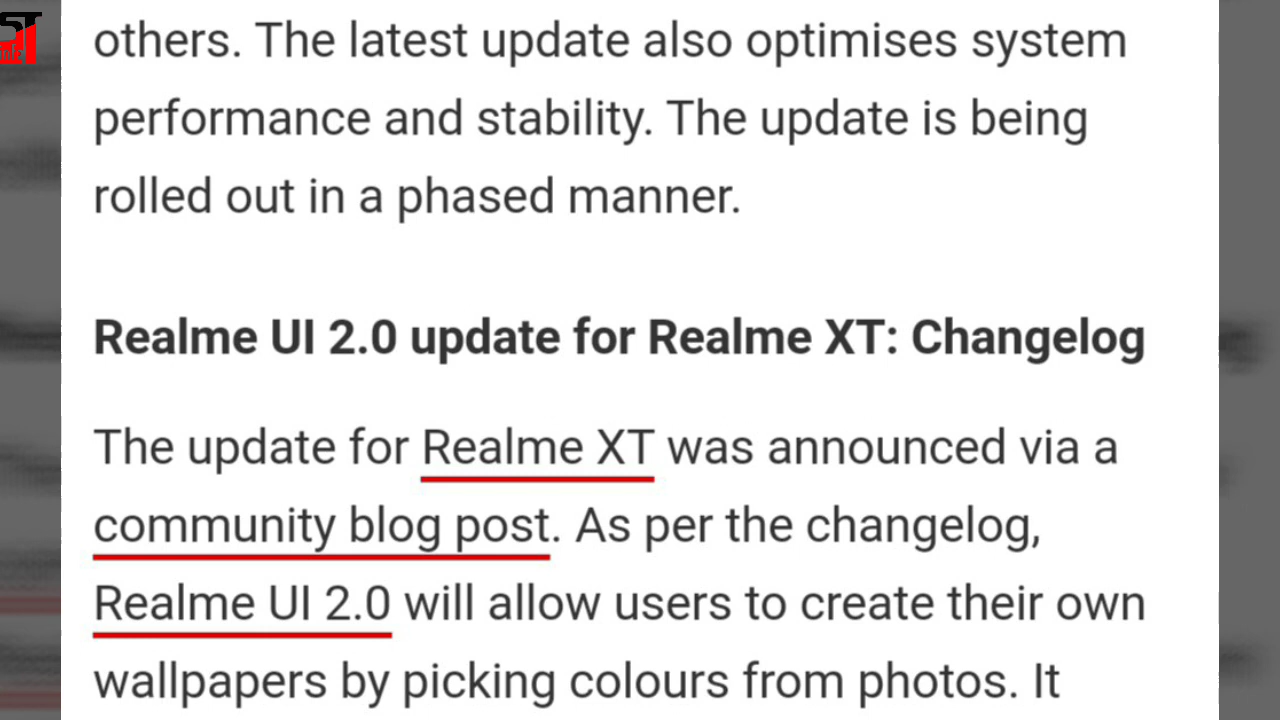 others. The latest update also optimises system
performance and stability. The update is being
rolled out in a phased manner.
Realme UI 2.0 update for Realme XT: Changelog
The update for Realme XT was announced via a
community blog post. As per the changelog,
Realme UI 2.0 will allow users to create their own
wallpapers by picking colours from photos. It